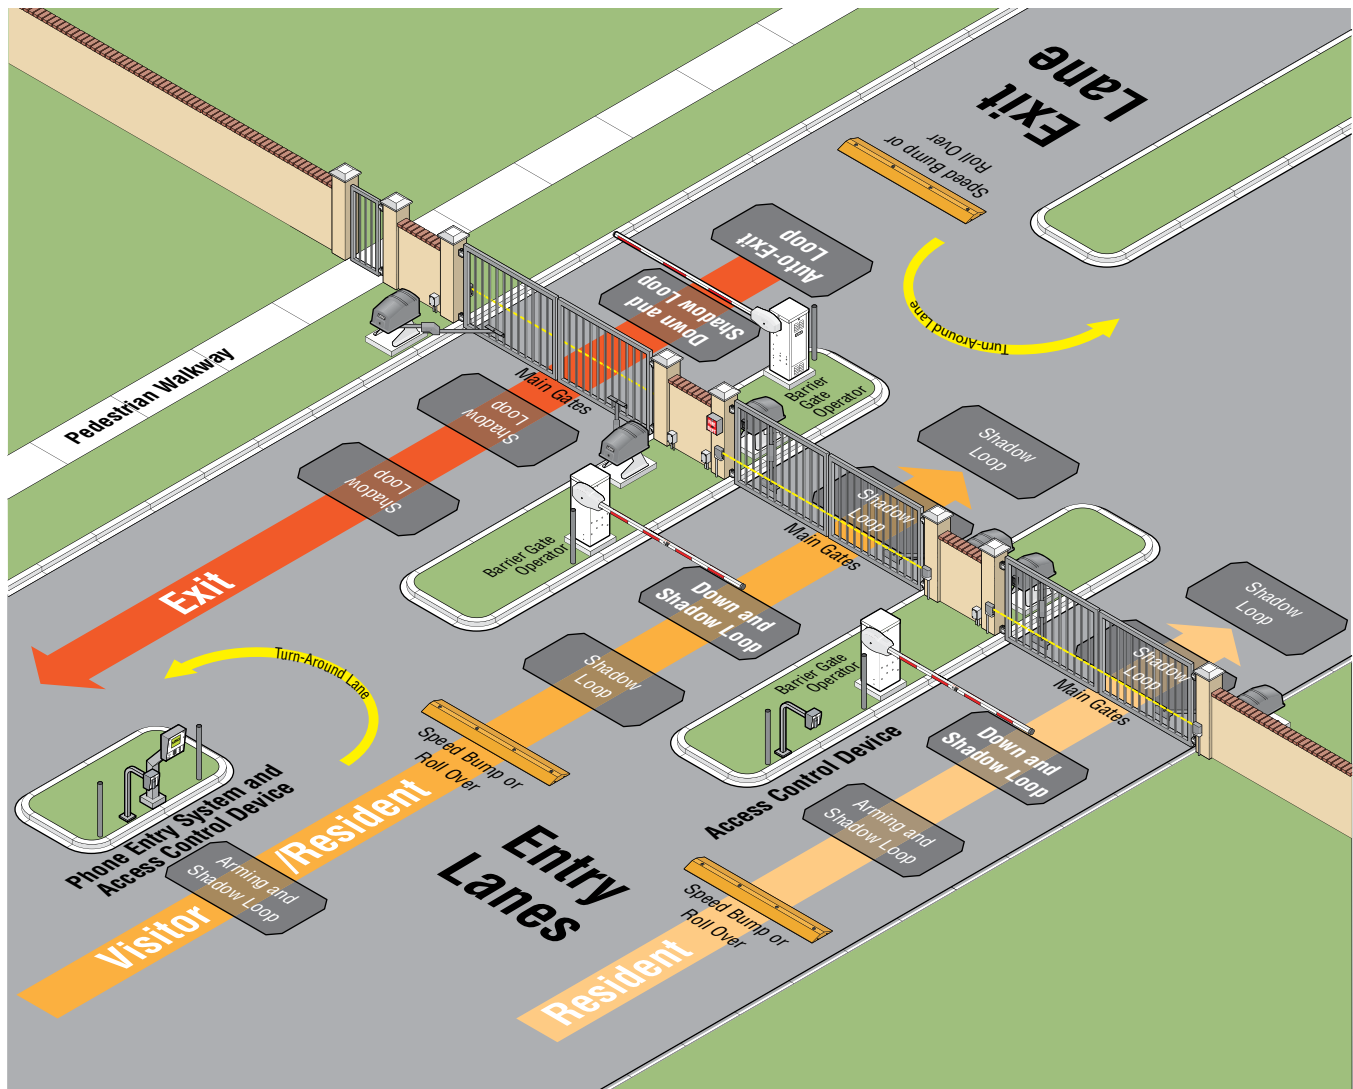 Exit
Lane
Speed Bump or
Roll Over
Auto-Exit
Loop
Down and
Shadow Loop
Turn-Around Lane
Pedestrian Walkway
Main Gates
Barrier
Gate
Operator
Shadow
Loop
Shadow
Loop
Shadow
Loop
Shadow
Loop
Main Gates
Barrier Gate
Operator
Exit
Down and
Shadow Loop
Shadow
Loop
Shadow
Loop
Shadow
Loop
Main Gates
Barrier Gate
Operator
Turn-Around Lane
Speed Bump or
Roll Over
Access Control Device
Down and
Shadow Loop
Arming and
Shadow Loop
Phone Entry System and
Access Control Device
Arming and
Shadow Loop
Visitor
/Resident
Entry
Lanes
Speed Bump or
Roll Over
Resident